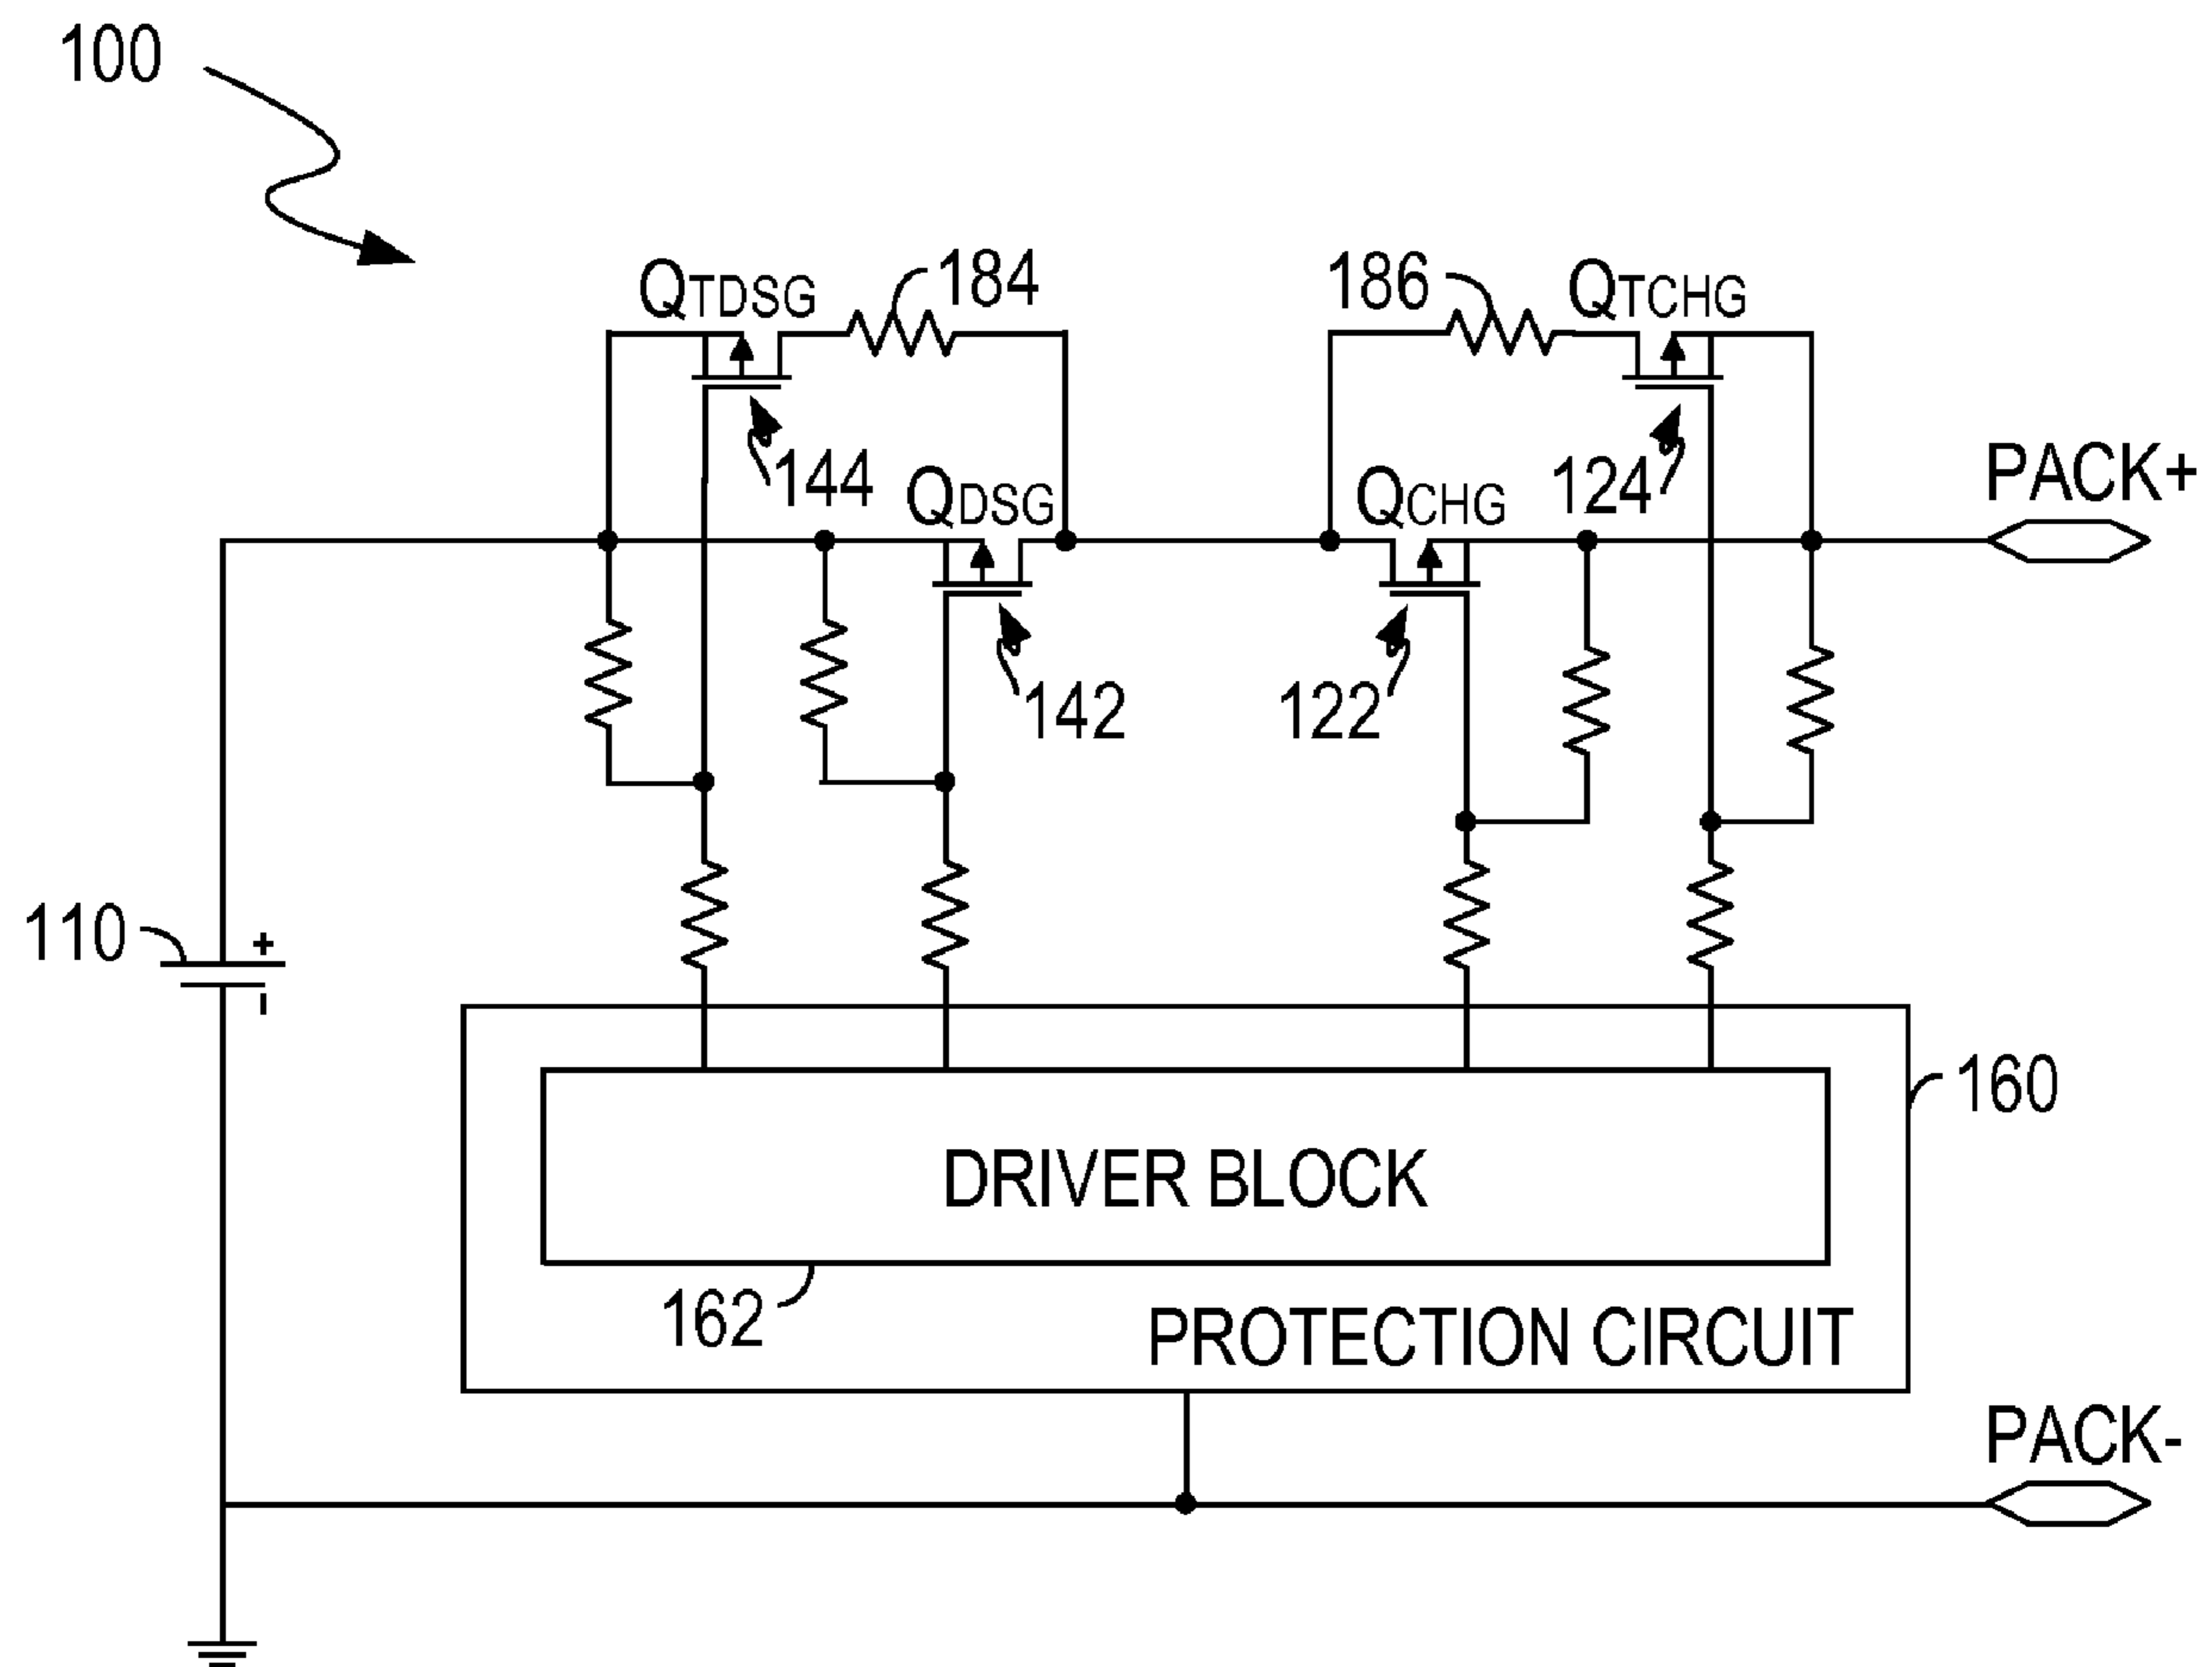 100
QTDSG
184
186
QTCHG
144
QDSG
QCHG
124
PACK+
142
122
110
+
-
160
DRIVER BLOCK
162
PROTECTION CIRCUIT
PACK-